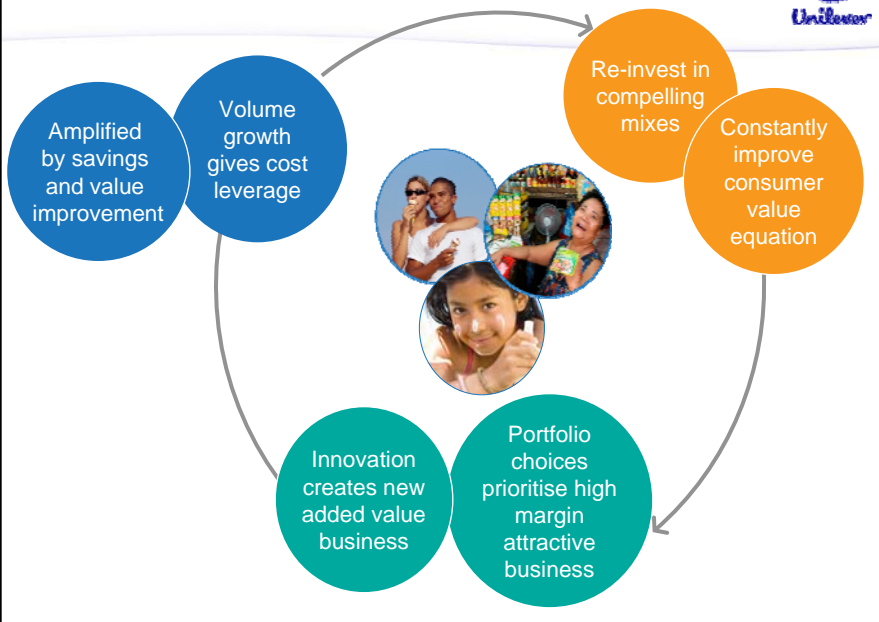 Unilever
Amplified
by savings
and value
improvement
Volume
growth
gives cost
leverage
Re-invest in
compelling
mixes
Constantly
improve
consumer
value
equation
Innovation
creates new
added value
business
Portfolio
choices
prioritise high
margin
attractive
business